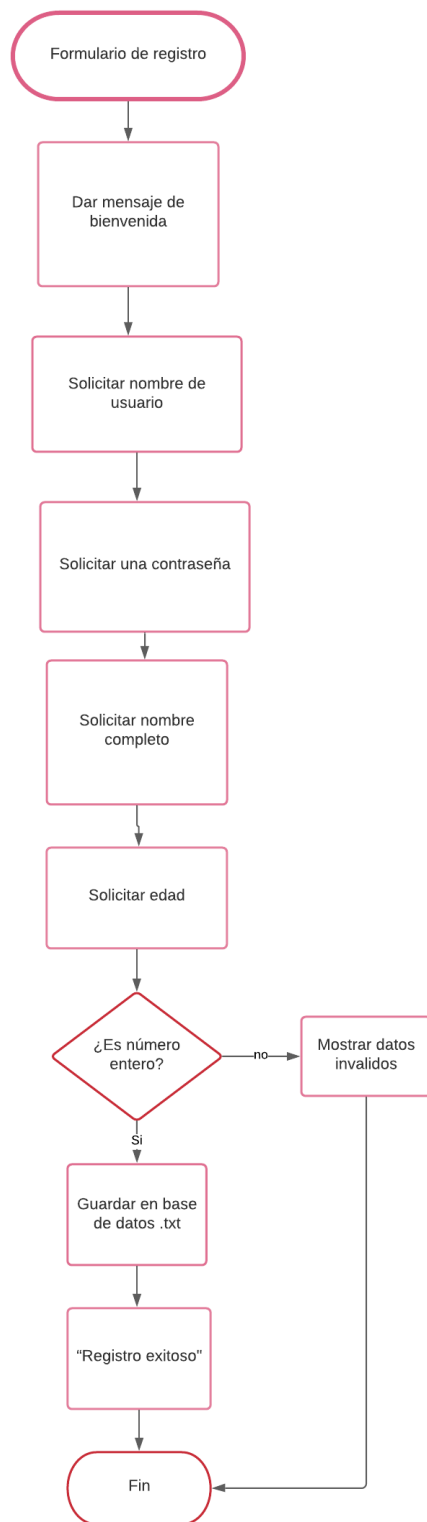 Formulario de registro
Dar mensaje de
bienvenida
Solicitar nombre de
usuario
Solicitar una contraseña
Solicitar nombre
completo
Solicitar edad
¿Es número
entero?
no
Mostrar datos
invalidos
Si
Guardar en base
de datos .txt
"Registro exitoso"
Fin